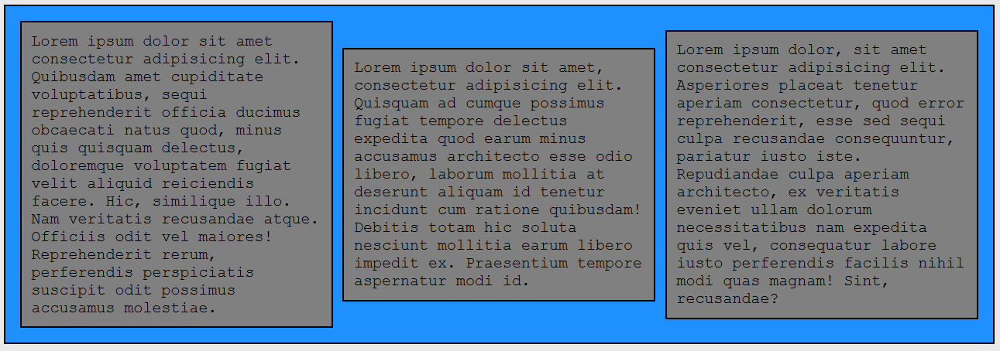 Lorem ipsum dolor sit amet
consectetur adipisicing elit.
Quibusdam amet cupiditate
voluptatibus, sequi
reprehenderit officia ducimus
obcaecati natus quod, minus
quis quisquam delectus,
doloremque voluptatem fugiat
velit aliquid reiciendis
facere. Hic, similique illo.
Nam veritatis recusandae atque.
Officiis odit vel maiores!
Reprehenderit rerum,
perferendis perspiciatis
suscipit odit possimus
accusamus molestiae.
Lorem ipsum dolor sit amet,
consectetur adipisicing elit.
Quisquam ad cumque possimus
fugiat tempore delectus
expedita quod earum minus
accusamus architecto esse odio
libero, laborum mollitia at
deserunt aliquam id tenetur
incidunt cum ratione quibusdam!
Debitis totam hic soluta
nesciunt mollitia earum libero
impedit ex. Praesentium tempore
aspernatur modi id.
Lorem ipsum dolor, sit amet
consectetur adipisicing elit.
Asperiores placeat tenetur
aperiam consectetur, quod error
reprehenderit, esse sed sequi
culpa recusandae consequuntur,
pariatur iusto iste.
Repudiandae culpa aperiam
architecto, ex veritatis
eveniet ullam dolorum
necessitatibus nam expedita
quis vel, consequatur labore
iusto perferendis facilis nihil
modi quas magnam! Sint,
recusandae?